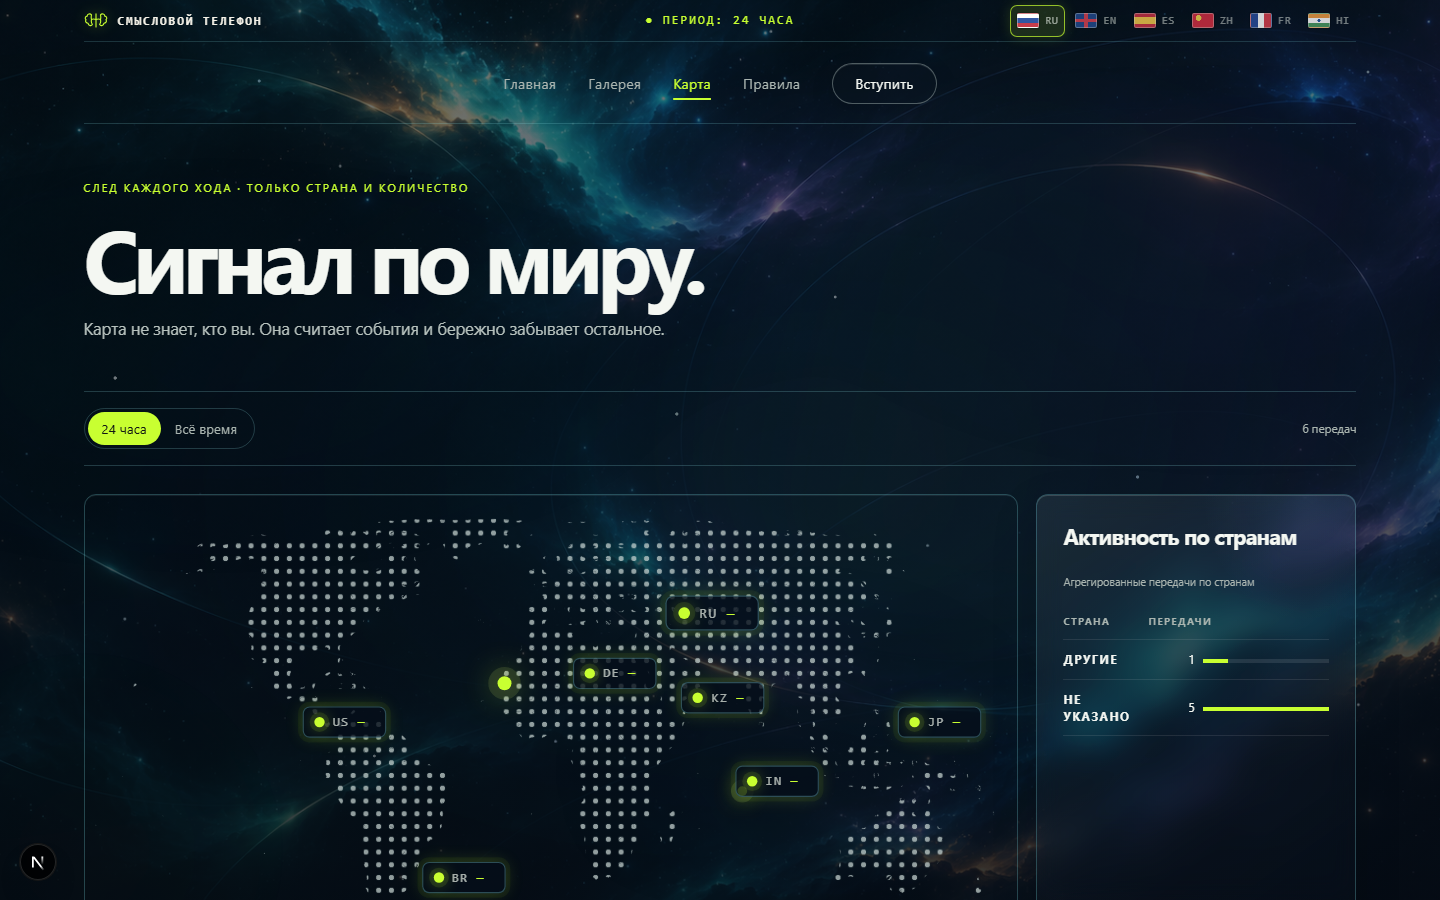 СМЫСЛОВОЙ ТЕЛЕФОН
ПЕРИОД: 24 ЧАСА
RU
EN
ES
ZH
FR
HI
Главная
Галерея
Карта
Правила
Вступить
СЛЕД КАЖДОГО ХОДА · ТОЛЬКО СТРАНА И КОЛИЧЕСТВО
Сигнал по миру.
Карта не знает, кто вы. Она считает события и бережно забывает остальное.
24 часа
Всё время
6 передач
RU –
DE –
KZ –
US –
JP –
IN –
BR –
Активность по странам
Агрегированные передачи по странам
СТРАНА ПЕРЕДАЧИ
ДРУГИЕ 1
НЕ
УКАЗАНО 5
N